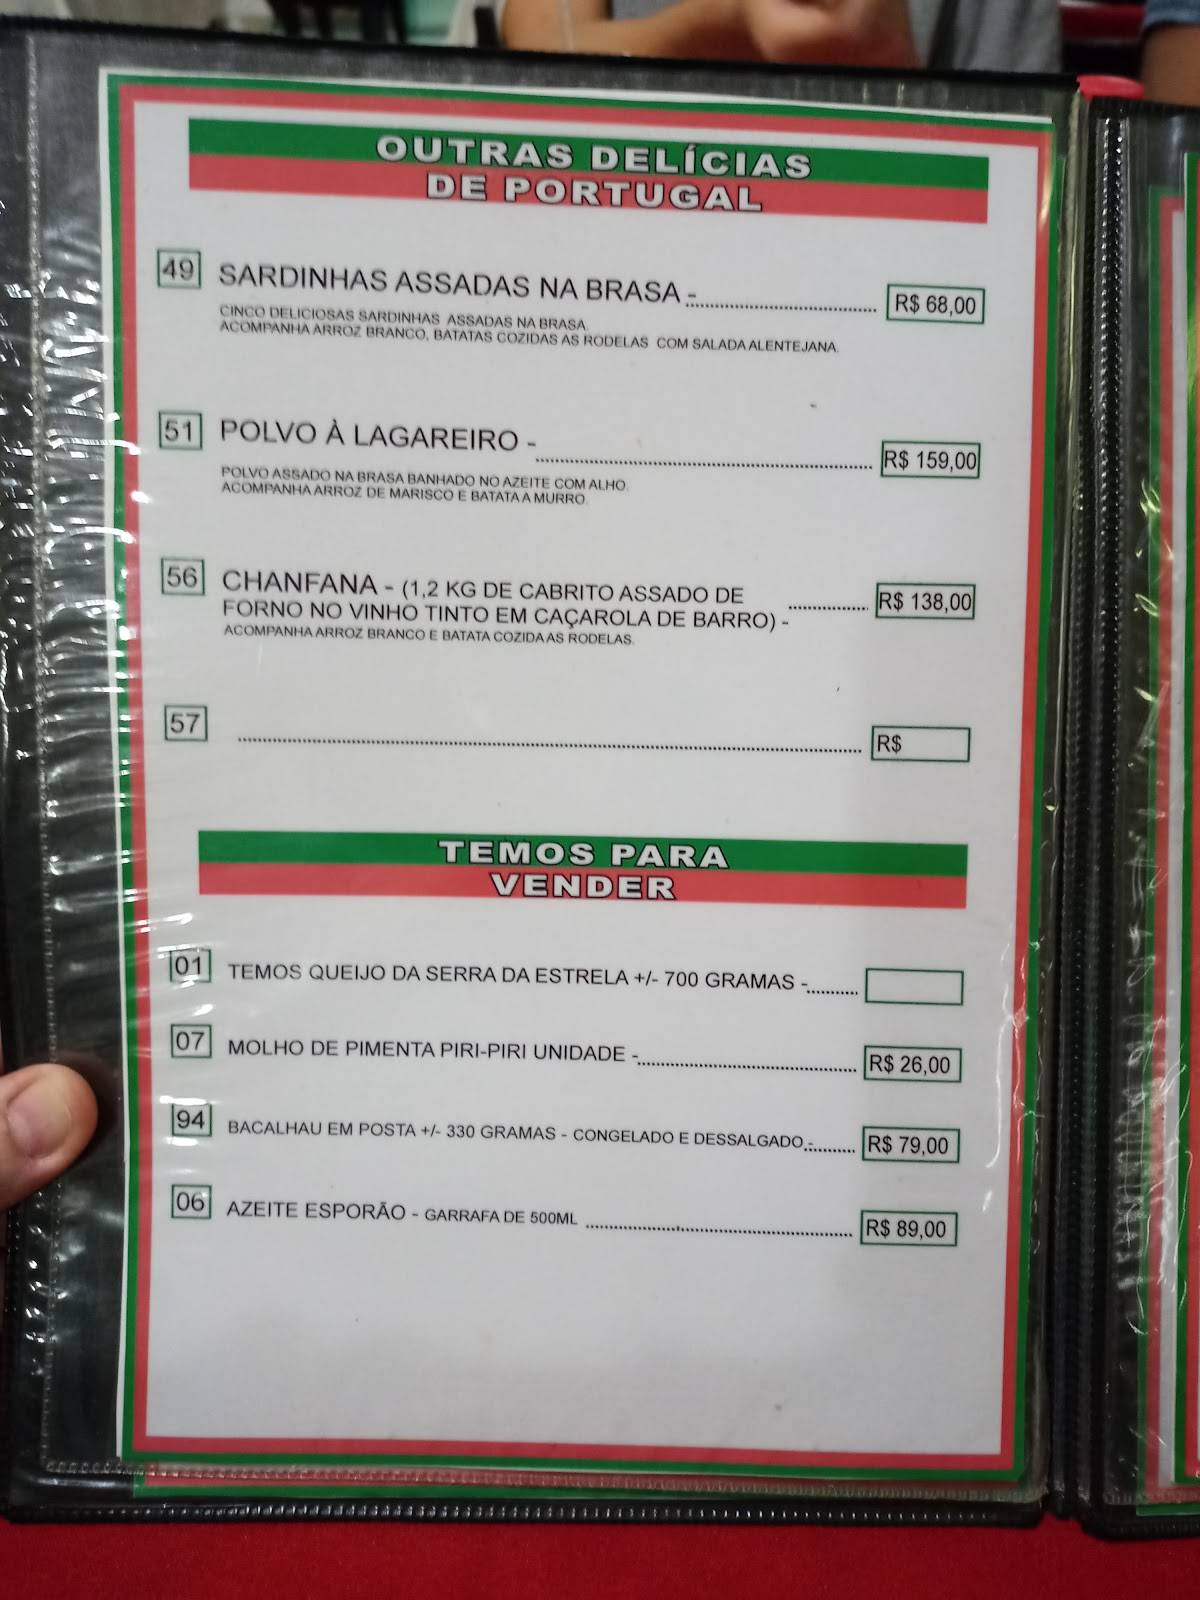 OUTRAS DELÍCIAS
DE PORTUGAL
49 SARDINHAS ASSADAS NA BRASA - R$ 68,00
CINCO DELICIOSAS SARDINHAS ASSADAS NA BRASA.
ACOMPANHA ARROZ BRANCO, BATATAS COZIDAS AS RODELAS COM SALADA ALENTEJANA.
51 POLVO À LAGAREIRO - R$ 159,00
POLVO ASSADO NA BRASA BANHADO NO AZEITE COM ALHO.
ACOMPANHA ARROZ DE MARISCO E BATATA A MURRO.
56 CHANFANA - (1,2 KG DE CABRITO ASSADO DE R$ 138,00
FORNO NO VINHO TINTO EM CAÇAROLA DE BARRO) -
ACOMPANHA ARROZ BRANCO E BATATA COZIDA AS RODELAS.
57 R$
TEMOS PARA
VENDER
01 TEMOS QUEIJO DA SERRA DA ESTRELA +/- 700 GRAMAS -
07 MOLHO DE PIMENTA PIRI-PIRI UNIDADE - R$ 26,00
94 BACALHAU EM POSTA +/- 330 GRAMAS - CONGELADO E DESSALGADO - R$ 79,00
06 AZEITE ESPORÃO - GARRAFA DE 500ML R$ 89,00